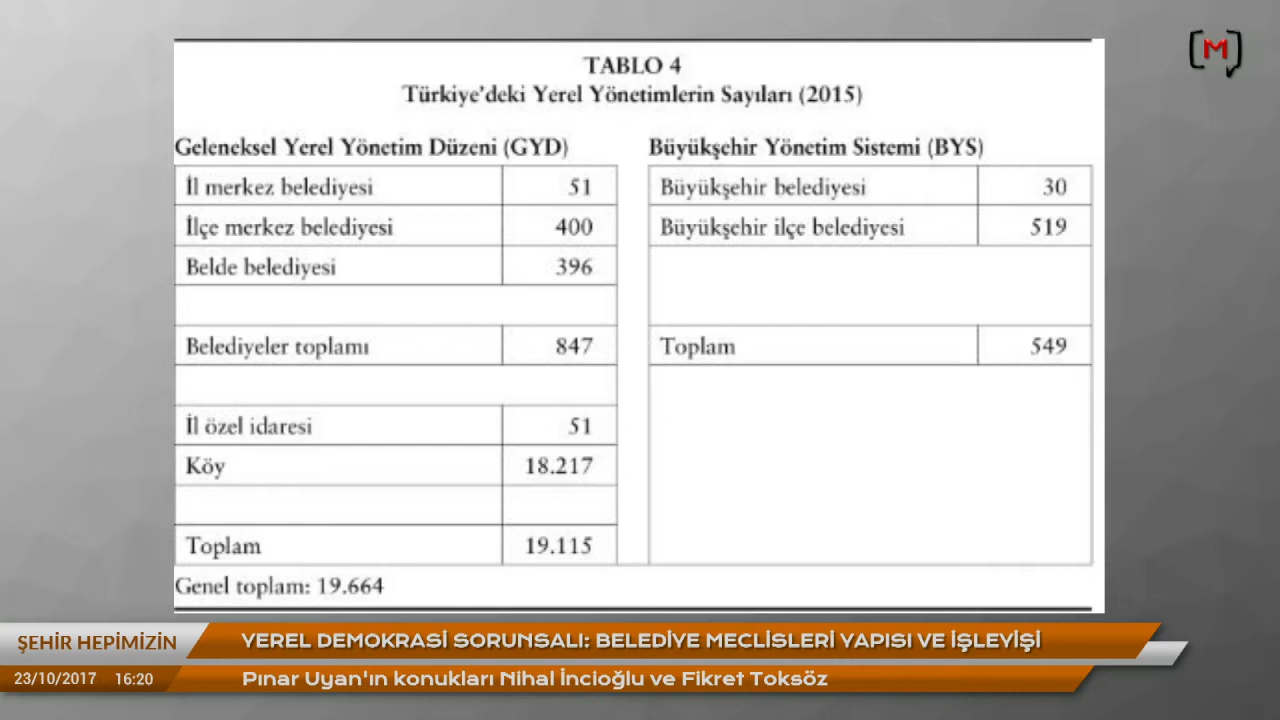 TABLO 4
Türkiye'deki Yerel Yönetimlerin Sayıları (2015)
Geleneksel Yerel Yönetim Düzeni (GYD)
İl merkez belediyesi 51
İlçe merkez belediyesi 400
Belde belediyesi 396
Belediyeler toplamı 847
İl özel idaresi 51
Köy 18.217
Toplam 19.115
Büyükşehir Yönetim Sistemi (BYS)
Büyükşehir belediyesi 30
Büyükşehir ilçe belediyesi 519
Toplam 549
Genel toplam: 19.664
[M]
ŞEHİR HEPİMİZİN
YEREL DEMOKRASİ SORUNSALI: BELEDİYE MECLİSLERİ YAPISI VE İŞLEYİŞİ
23/10/2017 16:20
Pınar Uyan'ın konukları Nihal İncioğlu ve Fikret Toksöz